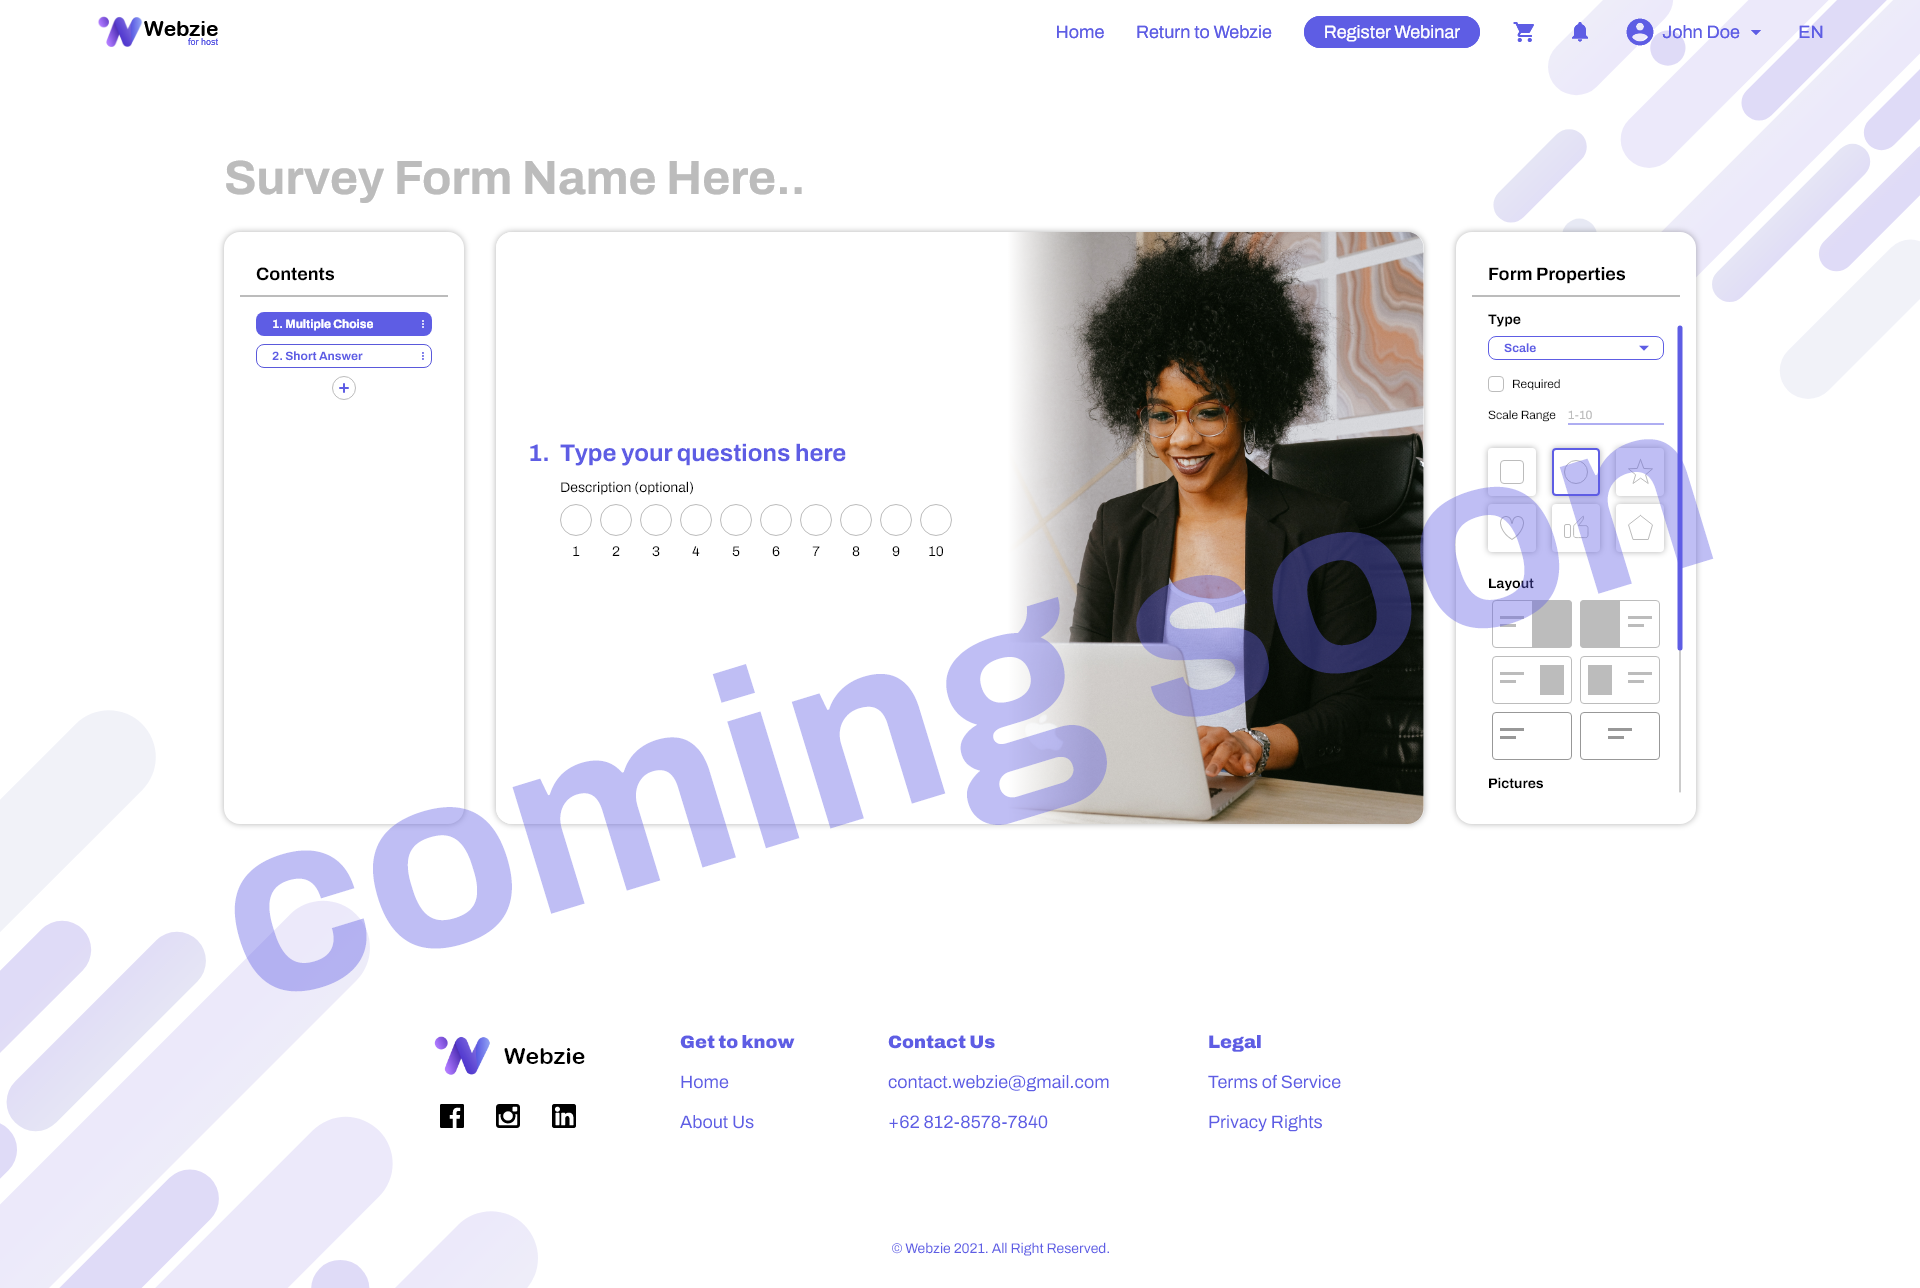 Webzie
for host
Home
Return to Webzie
Register Webinar
John Doe
EN
Survey Form Name Here..
Contents
1. Multiple Choise
2. Short Answer
1. Type your questions here
Description (optional)
1 2 3 4 5 6 7 8 9 10
Form Properties
Type
Scale
Required
Scale Range 1-10
Layout
Pictures
coming soon
Webzie
Get to know
Home
About Us
Contact Us
contact.webzie@gmail.com
+62 812-8578-7840
Legal
Terms of Service
Privacy Rights
© Webzie 2021. All Right Reserved.